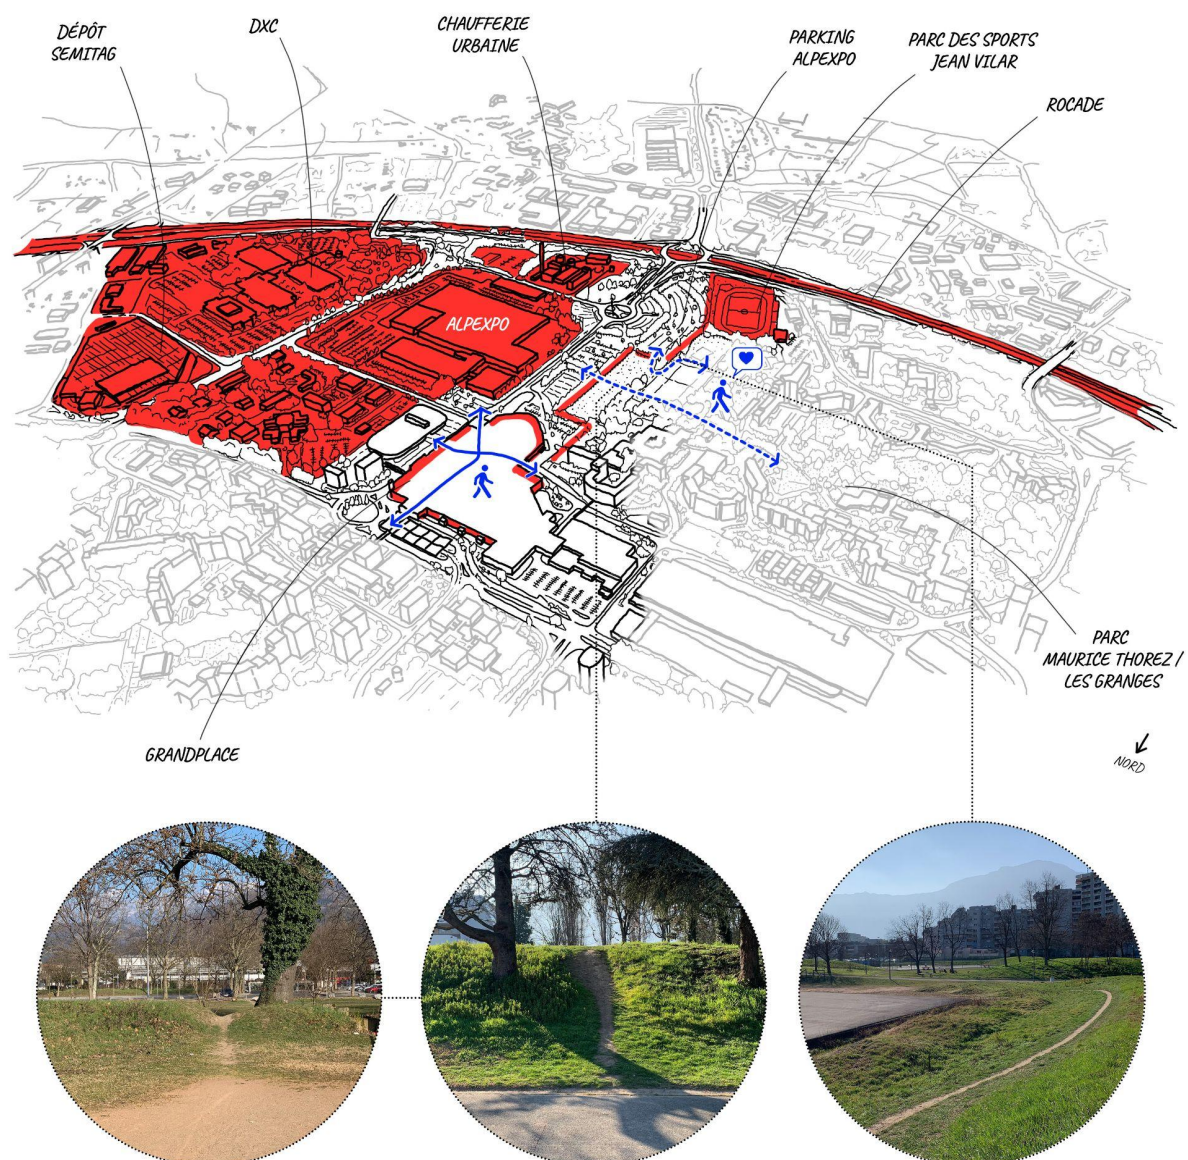 DÉPÔT
SEMITAG
DXC
CHAUFFERIE
URBAINE
PARKING
ALPEXPO
PARC DES SPORTS
JEAN VILAR
ROCADE
ALPEXPO
PARC
MAURICE THOREZ /
LES GRANGES
GRANDPLACE
NORD